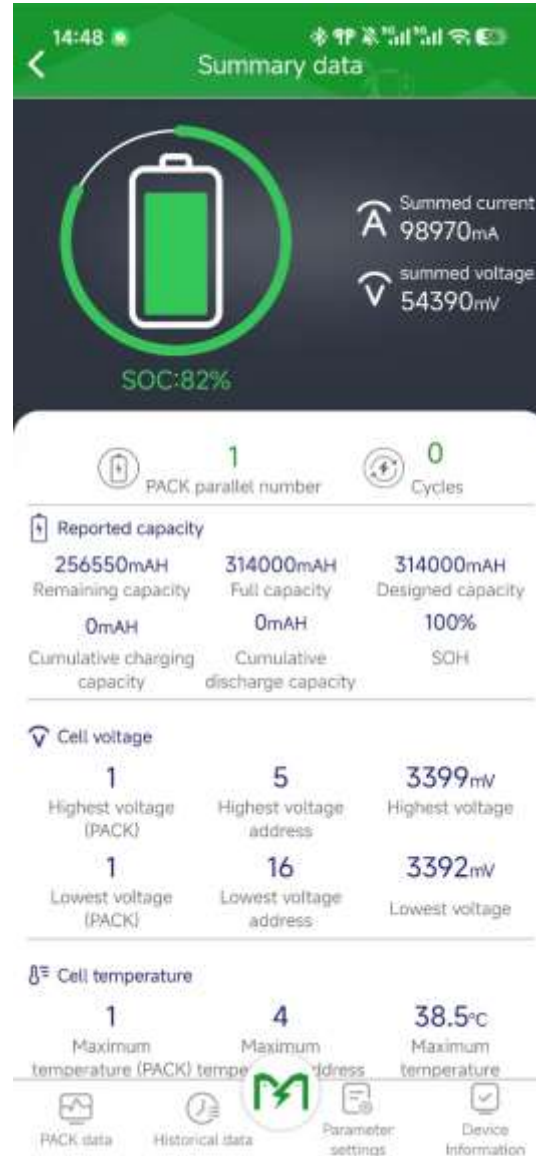 14:48
Summary data
Summed current
98970mA
summed voltage
54390mV
SOC:82%
1
PACK parallel number
0
Cycles
Reported capacity
256550mAH 314000mAH 314000mAH
Remaining capacity Full capacity Designed capacity
0mAH 0mAH 100%
Cumulative charging capacity Cumulative discharge capacity SOH
Cell voltage
1 5 3399mV
Highest voltage (PACK) Highest voltage address Highest voltage
1 16 3392mV
Lowest voltage (PACK) Lowest voltage address Lowest voltage
Cell temperature
1 4 38.5°C
Maximum temperature (PACK) Maximum Maximum temperature
PACK data Historical data Parameter settings Device Information